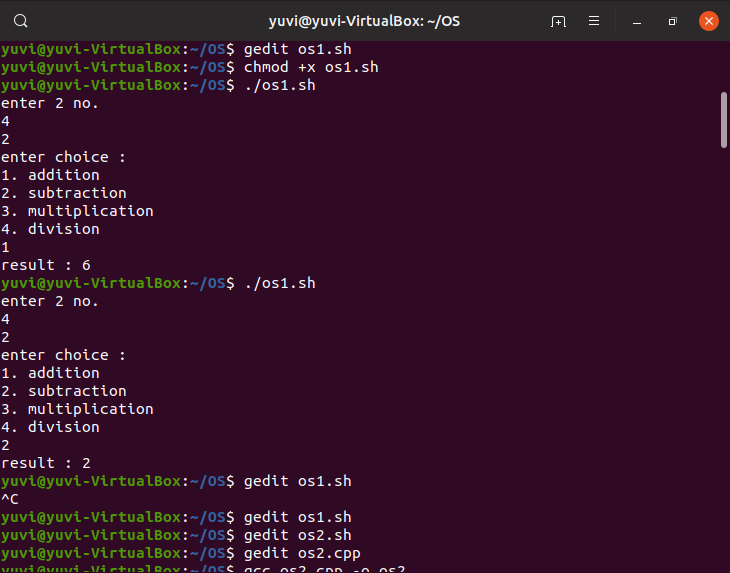 yuvi@yuvi-VirtualBox: ~/OS
yuvi@yuvi-VirtualBox:~/OS$ gedit os1.sh
yuvi@yuvi-VirtualBox:~/OS$ chmod +x os1.sh
yuvi@yuvi-VirtualBox:~/OS$ ./os1.sh
enter 2 no.
4
2
enter choice :
1. addition
2. subtraction
3. multiplication
4. division
1
result : 6
yuvi@yuvi-VirtualBox:~/OS$ ./os1.sh
enter 2 no.
4
2
enter choice :
1. addition
2. subtraction
3. multiplication
4. division
2
result : 2
yuvi@yuvi-VirtualBox:~/OS$ gedit os1.sh
^C
yuvi@yuvi-VirtualBox:~/OS$ gedit os1.sh
yuvi@yuvi-VirtualBox:~/OS$ gedit os2.sh
yuvi@yuvi-VirtualBox:~/OS$ gedit os2.cpp
yuvi@yuvi-VirtualBox:~/OS$ gcc os2.cpp -o os2